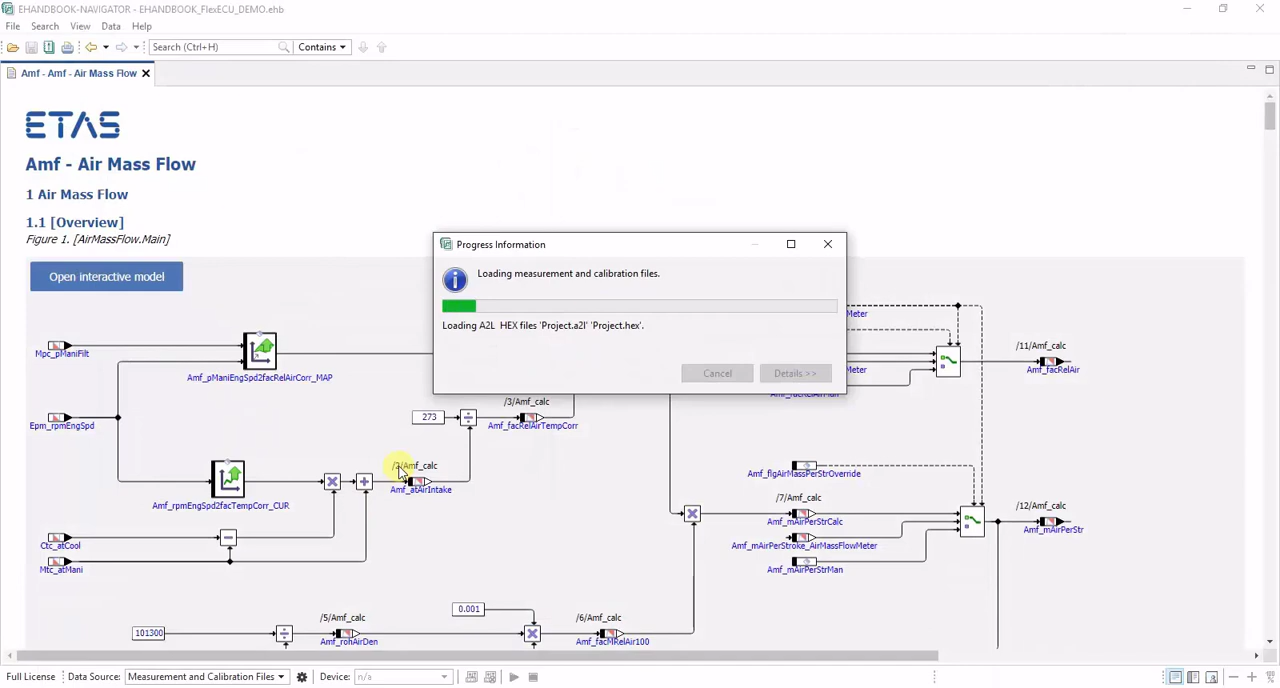 EHANDBOOK-NAVIGATOR - EHANDBOOK_FlexECU_DEMO.ehb
File Search View Data Help
Search (Ctrl+H) Contains
Amf - Amf - Air Mass Flow
ETAS
Amf - Air Mass Flow
1 Air Mass Flow
1.1 [Overview]
Figure 1. [AirMassFlow.Main]
Open interactive model
Progress Information
Loading measurement and calibration files.
Loading A2L HEX files 'Project.a2l' 'Project.hex'.
Cancel Details >>
Meter
Mpc_pManiFilt
Amf_pManiEngSpd2facRelAirCorr_MAP
/11/Amf_calc
Amf_facRelAir
Meter
/3/Amf_calc
273
Epm_rpmEngSpd
Amf_facRelAirTempCorr
/2/Amf_calc
Amf_atAirIntake
Amf_flgAirMassPerStrOverride
Amf_rpmEngSpd2facTempCorr_CUR
/7/Amf_calc
Amf_mAirPerStrCalc
/12/Amf_calc
Amf_mAirPerStr
Ctc_atCool
Amf_mAirPerStroke_AirMassFlowMeter
Mtc_atMani
Amf_mAirPerStrMan
0.001
101300
/5/Amf_calc
Amf_rohAirDen
/6/Amf_calc
Amf_facMRelAir100
Full License Data Source: Measurement and Calibration Files Device: n/a